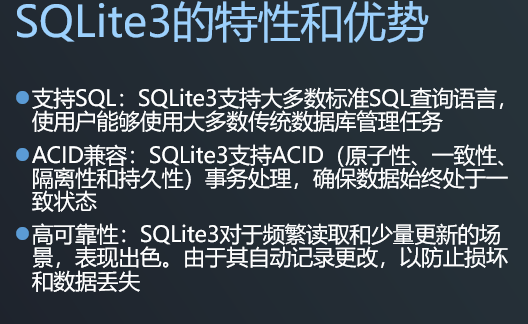 SQLite3的特性和优势
●支持SQL：SQLite3支持大多数标准SQL查询语言，
使用户能够使用大多数传统数据库管理任务
●ACID兼容：SQLite3支持ACID（原子性、一致性、
隔离性和持久性）事务处理，确保数据始终处于一
致状态
●高可靠性：SQLite3对于频繁读取和少量更新的场
景，表现出色。由于其自动记录更改，以防止损坏
和数据丢失